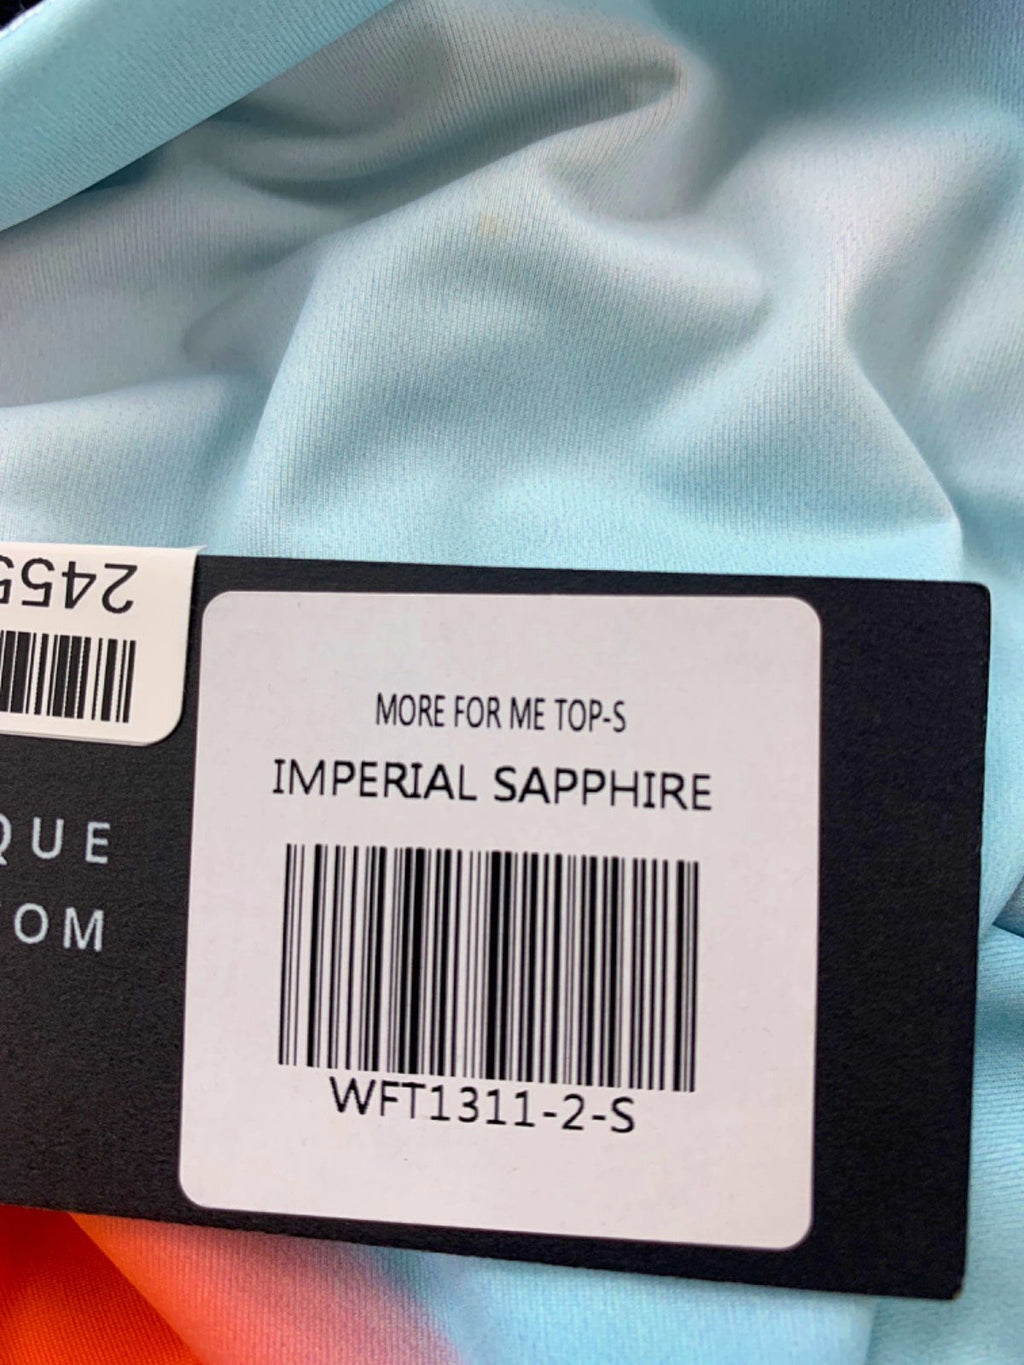 MORE FOR ME TOP-S
IMPERIAL SAPPHIRE
WFT1311-2-S
QUE
OM
245